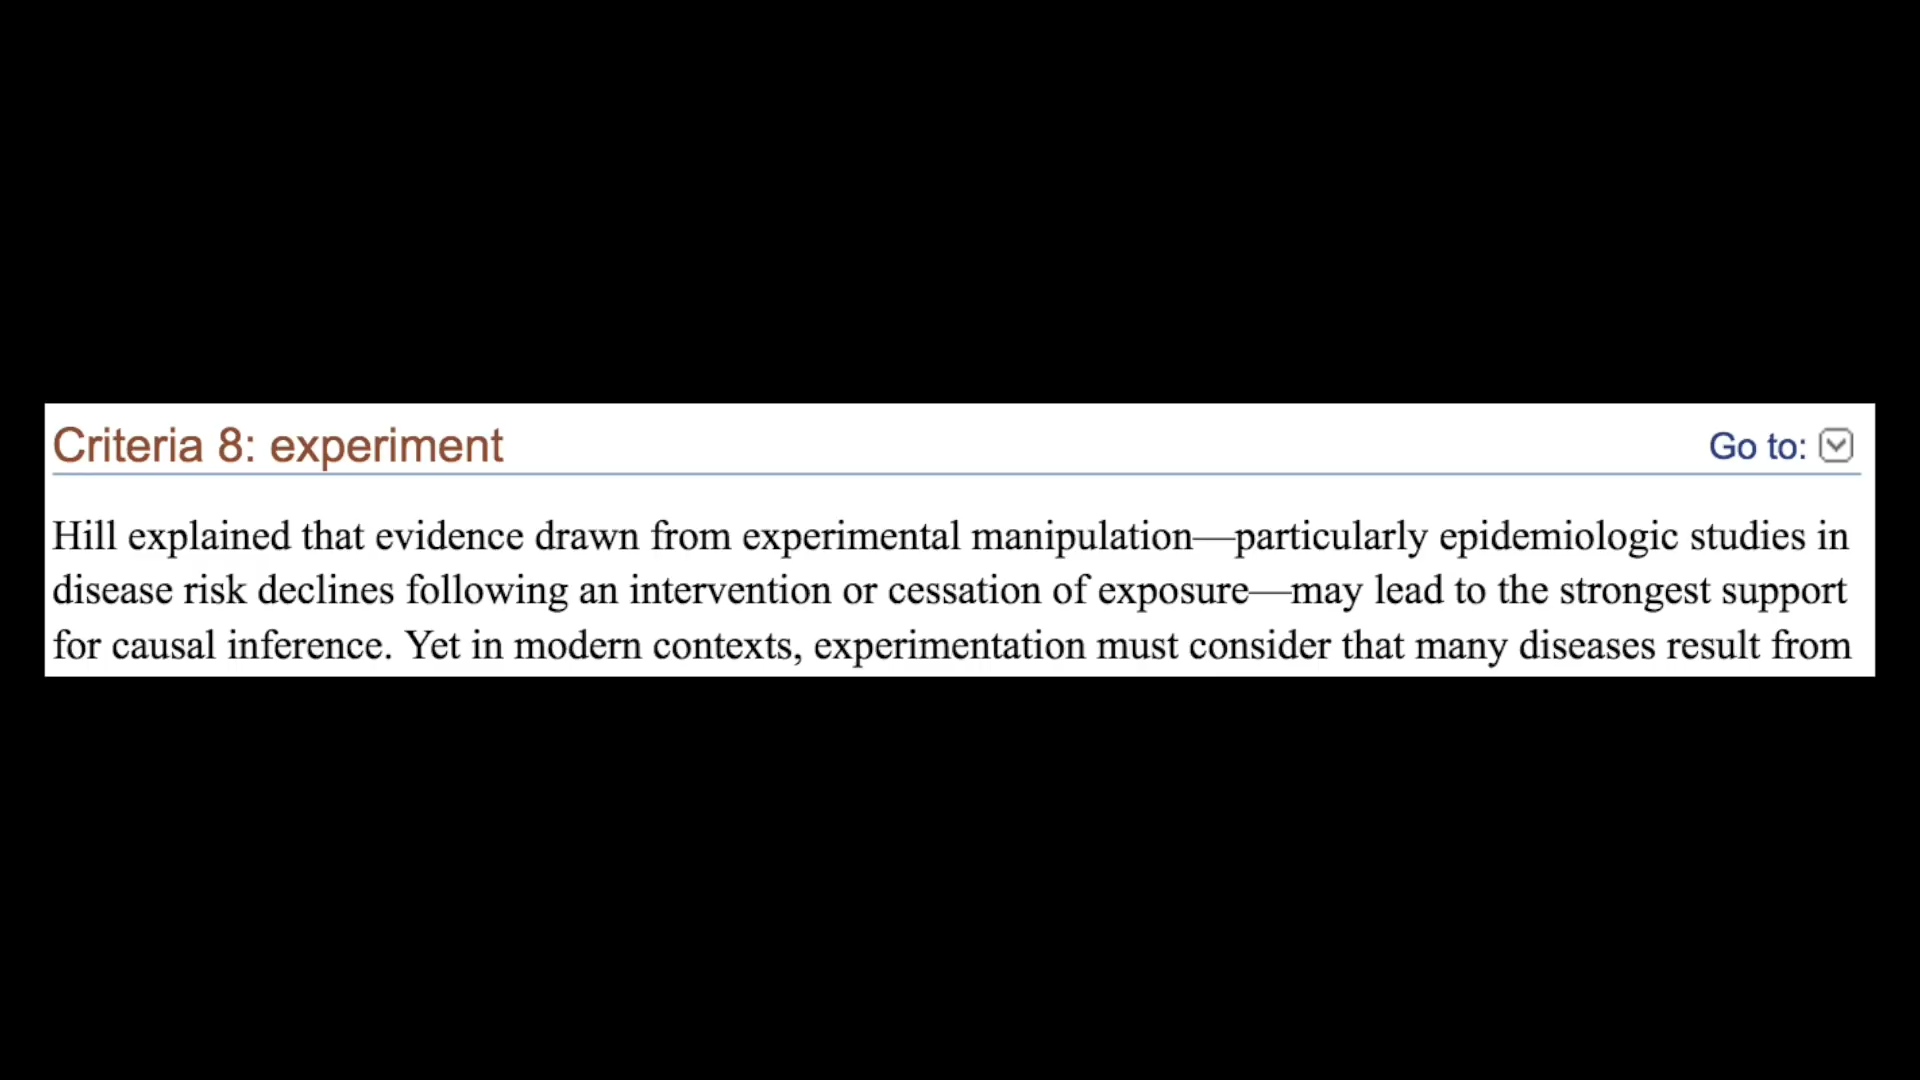 Criteria 8: experiment
Go to:
Hill explained that evidence drawn from experimental manipulation—particularly epidemiologic studies in
disease risk declines following an intervention or cessation of exposure—may lead to the strongest support
for causal inference. Yet in modern contexts, experimentation must consider that many diseases result from